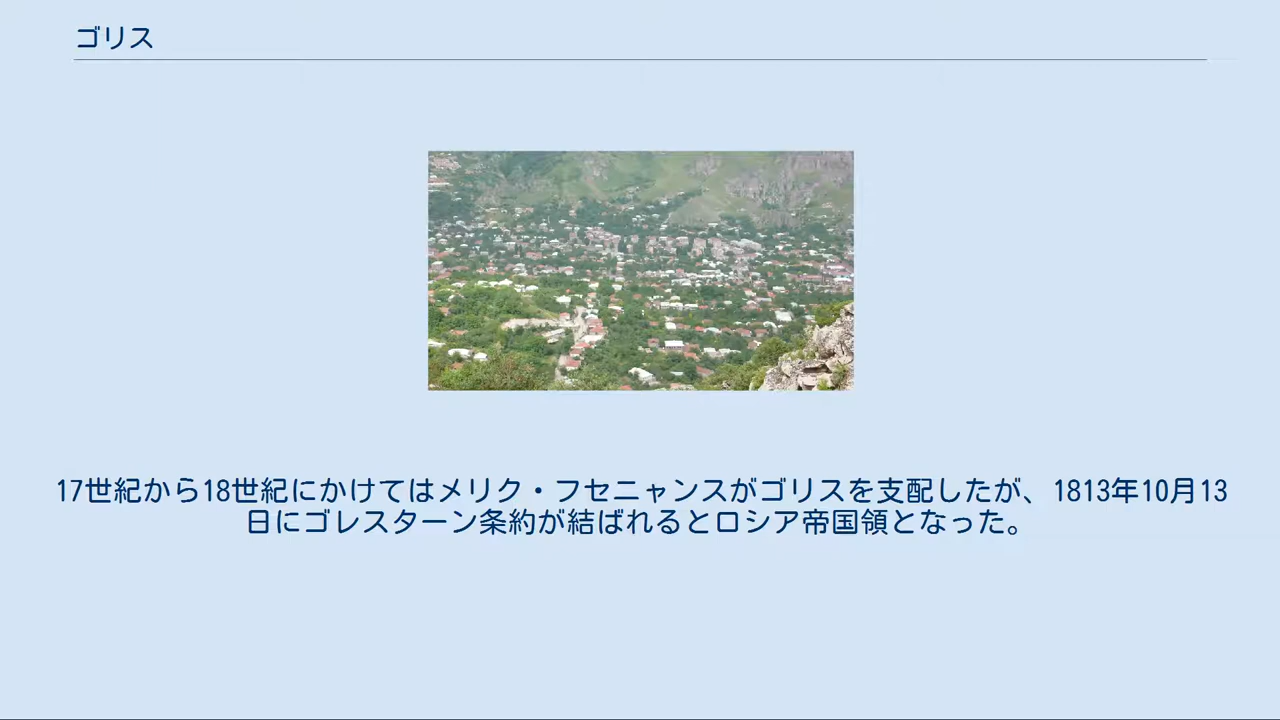 ゴリス
17世紀から18世紀にかけてはメリク・フセニャンスがゴリスを支配したが、1813年10月13
日にゴレスターン条約が結ばれるとロシア帝国領となった。